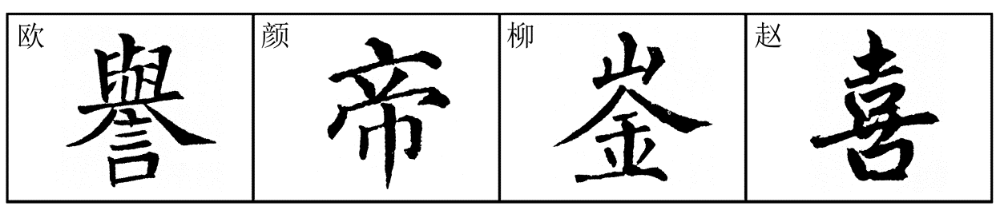 欧 譽 颜 帝 柳 崟 赵 喜